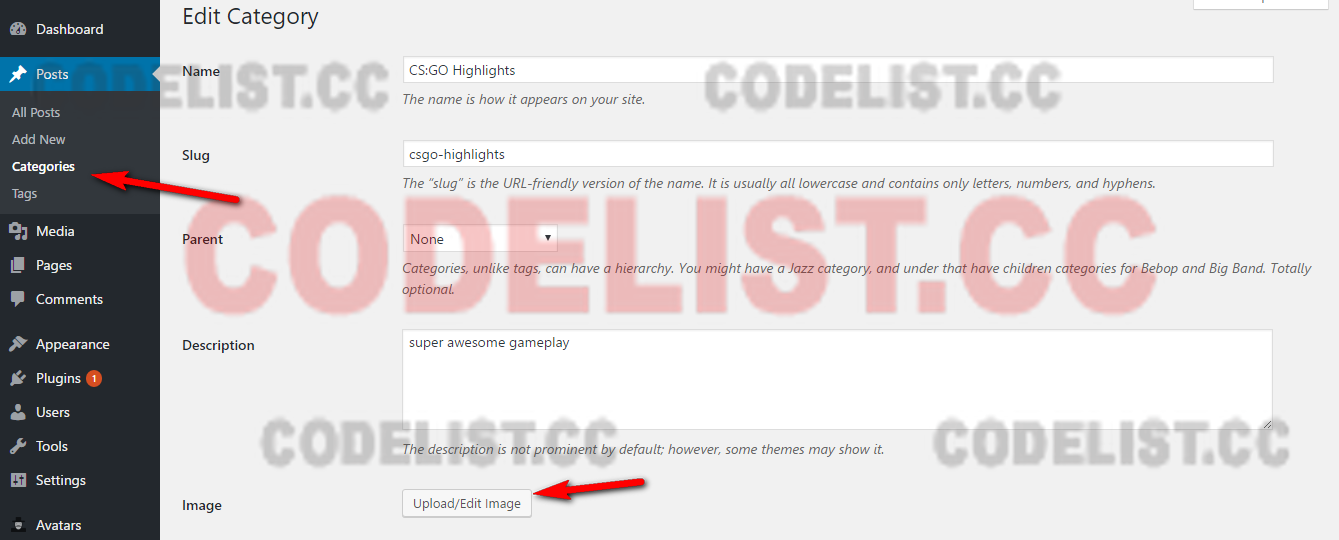 Dashboard
Posts
All Posts
Add New
Categories
Tags
Media
Pages
Comments
Appearance
Plugins 1
Users
Tools
Settings
Avatars
Edit Category
Name
CS:GO Highlights
The name is how it appears on your site.
Slug
csgo-highlights
The “slug” is the URL-friendly version of the name. It is usually all lowercase and contains only letters, numbers, and hyphens.
Parent
None
Categories, unlike tags, can have a hierarchy. You might have a Jazz category, and under that have children categories for Bebop and Big Band. Totally
optional.
Description
super awesome gameplay
The description is not prominent by default; however, some themes may show it.
Image
Upload/Edit Image
CODELIST.CC
CODELIST.CC
CODELIST.CC
CODELIST.CC
CODELIST.CC